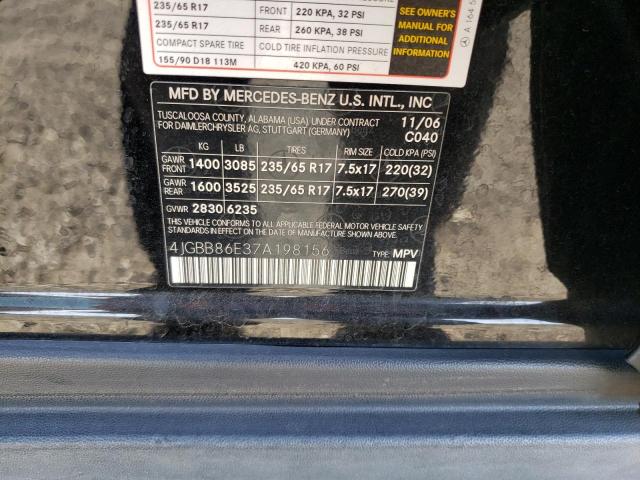 235/65 R17 FRONT 220 KPA, 32 PSI
235/65 R17 REAR 260 KPA, 38 PSI
COMPACT SPARE TIRE COLD TIRE INFLATION PRESSURE
155/90 D18 113M 420 KPA, 60 PSI
SEE OWNER'S
MANUAL FOR
ADDITIONAL
INFORMATION
A 164 5
MFD BY MERCEDES-BENZ U.S. INTL., INC
TUSCALOOSA COUNTY, ALABAMA (USA) UNDER CONTRACT 11/06
FOR DAIMLERCHRYSLER AG, STUTTGART (GERMANY) C040
KG LB TIRES RIM SIZE COLD KPA (PSI)
GAWR FRONT 1400 3085 235/65 R17 7.5x17 220(32)
GAWR REAR 1600 3525 235/65 R17 7.5x17 270(39)
GVWR 2830 6235
THIS VEHICLE CONFORMS TO ALL APPLICABLE FEDERAL MOTOR VEHICLE SAFETY
STANDARDS IN EFFECT ON THE DATE OF MANUFACTURE SHOWN ABOVE.
4JGBB86E37A198156 TYPE: MPV